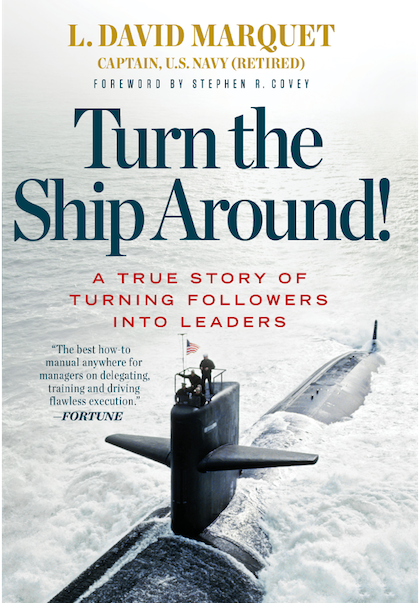 L. DAVID MARQUET
CAPTAIN, U.S. NAVY (RETIRED)
FOREWORD BY STEPHEN R. COVEY
Turn the
Ship Around!
A TRUE STORY OF
TURNING FOLLOWERS
INTO LEADERS
“The best how-to
manual anywhere for
managers on delegating,
training and driving
flawless execution.”
FORTUNE